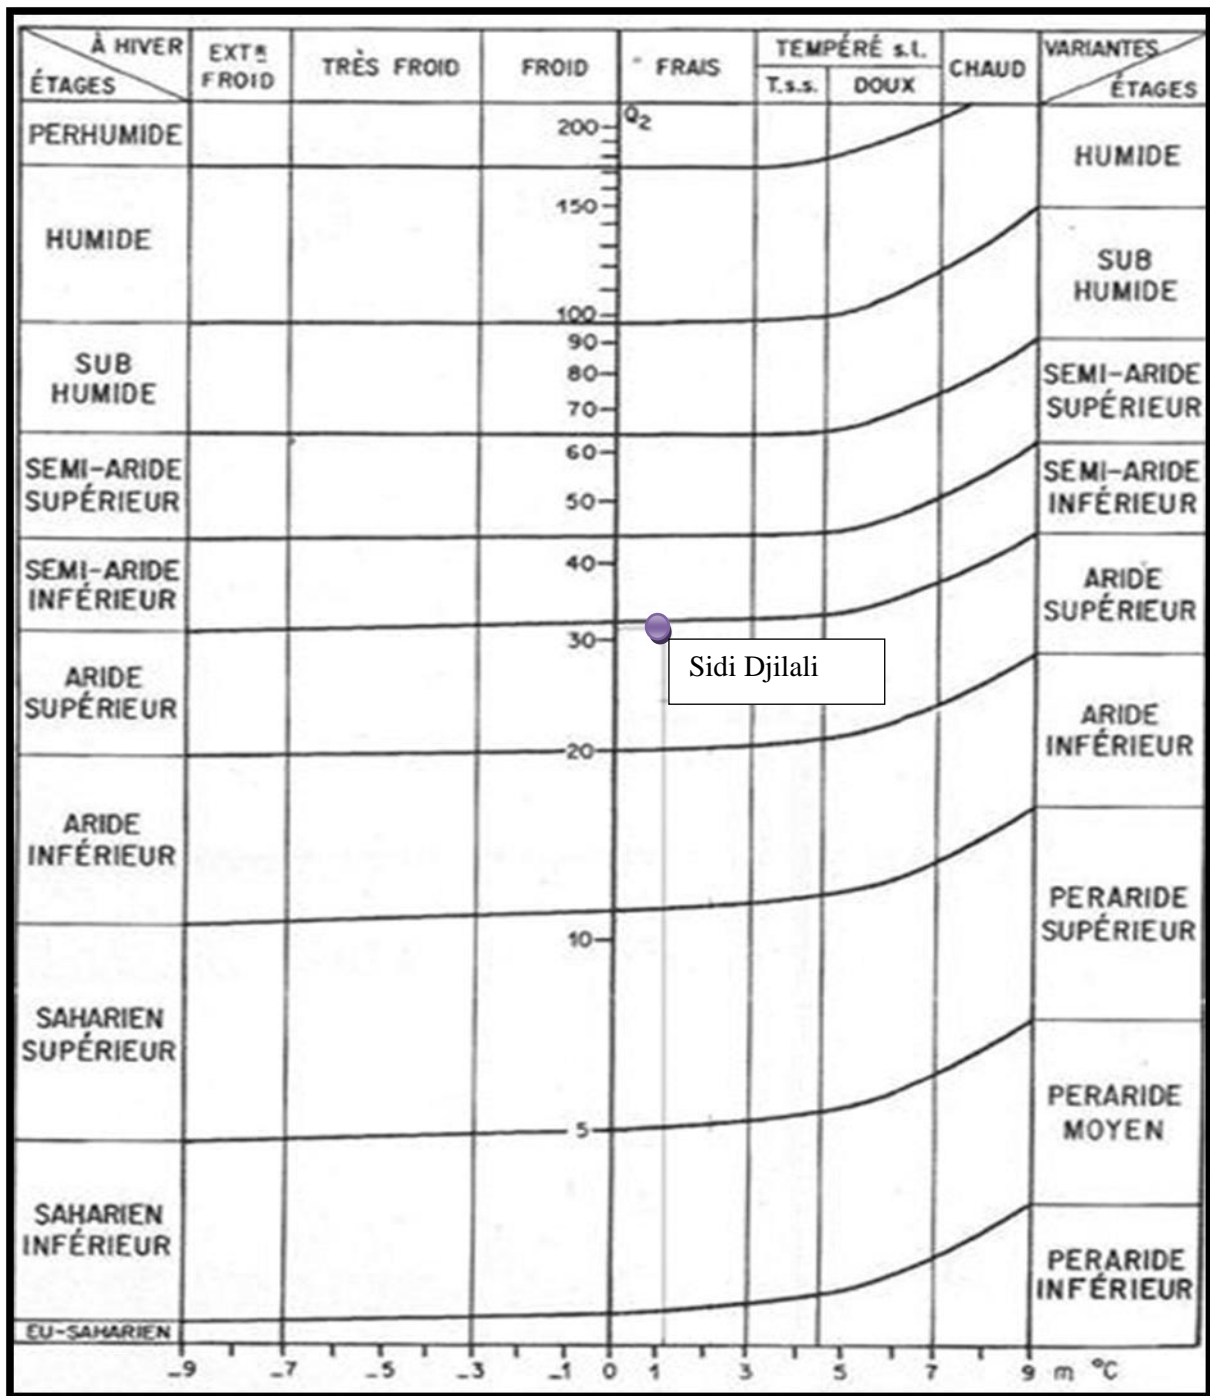 À HIVER
ÉTAGES
EXTR
FROID
TRÈS FROID
FROID
FRAIS
TEMPÉRÉ s.l.
T.s.s.
DOUX
CHAUD
VARIANTES
ÉTAGES
PERHUMIDE
HUMIDE
SUB
HUMIDE
SEMI-ARIDE
SUPÉRIEUR
SEMI-ARIDE
INFÉRIEUR
ARIDE
SUPÉRIEUR
ARIDE
INFÉRIEUR
SAHARIEN
SUPÉRIEUR
SAHARIEN
INFÉRIEUR
EU-SAHARIEN
Q2
200
150
100
90
80
70
60
50
40
30
20
10
5
Sidi Djilali
HUMIDE
SUB
HUMIDE
SEMI-ARIDE
SUPÉRIEUR
SEMI-ARIDE
INFÉRIEUR
ARIDE
SUPÉRIEUR
ARIDE
INFÉRIEUR
PERARIDE
SUPÉRIEUR
PERARIDE
MOYEN
PERARIDE
INFÉRIEUR
-9 -7 -5 -3 -1 0 1 3 5 7 9 m °C